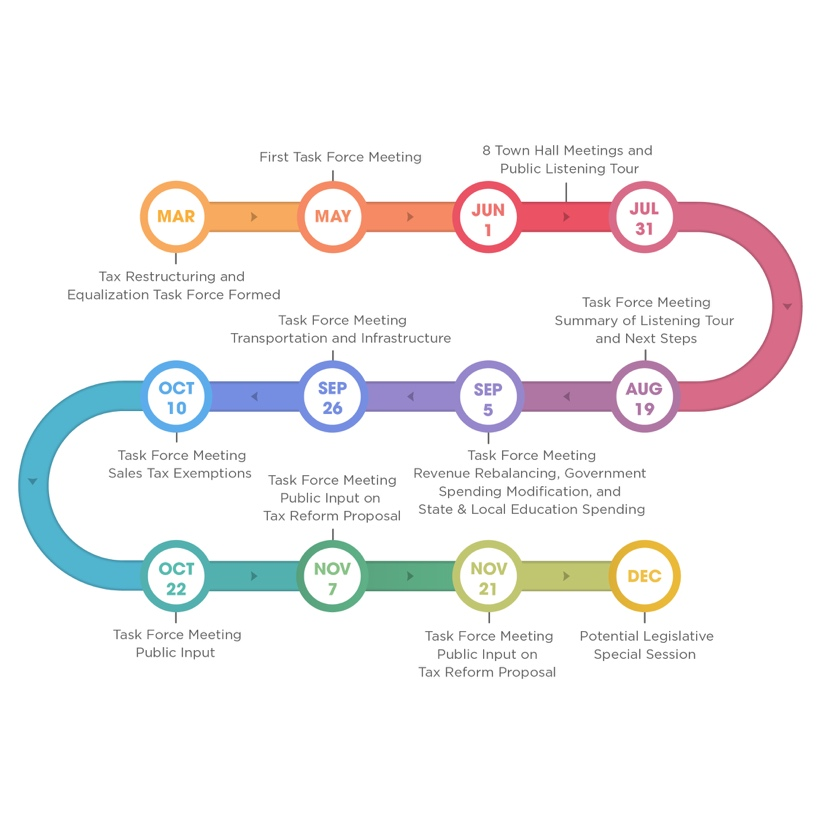 First Task Force Meeting
8 Town Hall Meetings and
Public Listening Tour
MAR
MAY
JUN
1
JUL
31
Tax Restructuring and
Equalization Task Force Formed
Task Force Meeting
Summary of Listening Tour
and Next Steps
Task Force Meeting
Transportation and Infrastructure
AUG
19
SEP
5
SEP
26
OCT
10
Task Force Meeting
Revenue Rebalancing, Government
Spending Modification, and
State & Local Education Spending
Task Force Meeting
Sales Tax Exemptions
Task Force Meeting
Public Input on
Tax Reform Proposal
OCT
22
NOV
7
NOV
21
DEC
Task Force Meeting
Public Input
Task Force Meeting
Public Input on
Tax Reform Proposal
Potential Legislative
Special Session